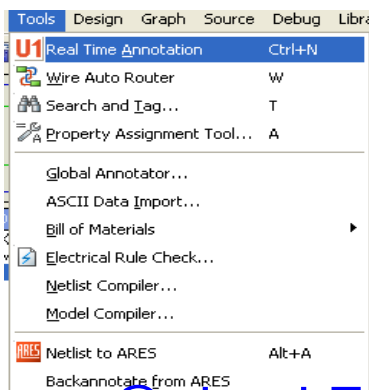 Tools Design Graph Source Debug Libra
U1 Real Time Annotation Ctrl+N
Wire Auto Router W
Search and Tag... T
Property Assignment Tool... A
Global Annotator...
ASCII Data Import...
Bill of Materials
Electrical Rule Check...
Netlist Compiler...
Model Compiler...
ARES Netlist to ARES Alt+A
Backannotate from ARES